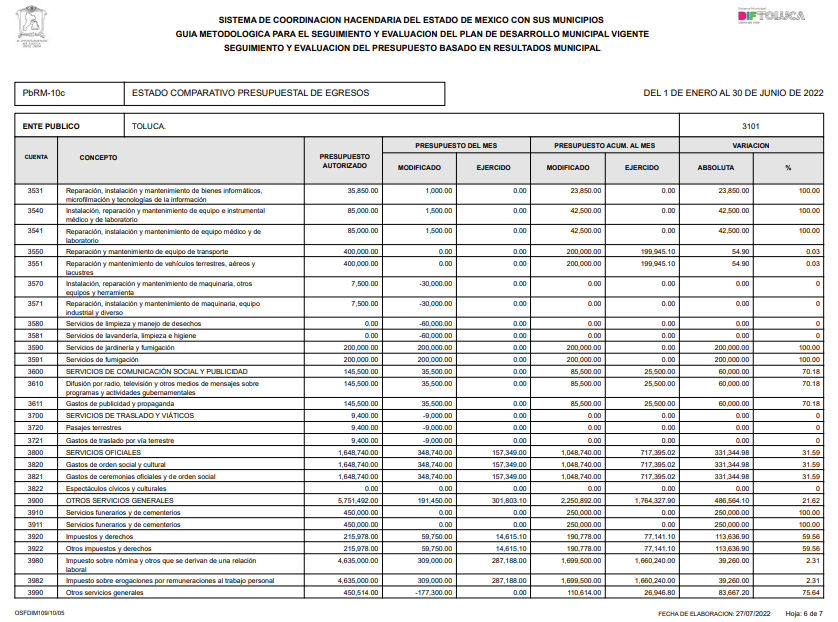 SISTEMA DE COORDINACION HACENDARIA DEL ESTADO DE MEXICO CON SUS MUNICIPIOS
GUIA METODOLOGICA PARA EL SEGUIMIENTO Y EVALUACION DEL PLAN DE DESARROLLO MUNICIPAL VIGENTE
SEGUIMIENTO Y EVALUACION DEL PRESUPUESTO BASADO EN RESULTADOS MUNICIPAL
DIF TOLUCA
PbRM-10c ESTADO COMPARATIVO PRESUPUESTAL DE EGRESOS DEL 1 DE ENERO AL 30 DE JUNIO DE 2022
ENTE PUBLICO TOLUCA. 3101
CUENTA CONCEPTO PRESUPUESTO AUTORIZADO PRESUPUESTO DEL MES PRESUPUESTO ACUM. AL MES VARIACION
MODIFICADO EJERCIDO MODIFICADO EJERCIDO ABSOLUTA %
3531 Reparación, instalación y mantenimiento de bienes informáticos, 35,850.00 1,000.00 0.00 23,850.00 0.00 23,850.00 100.00
microfilmación y tecnologías de la información
3540 Instalación, reparación y mantenimiento de equipo e instrumental 85,000.00 1,500.00 0.00 42,500.00 0.00 42,500.00 100.00
médico y de laboratorio
3541 Reparación, instalación y mantenimiento de equipo médico y de 85,000.00 1,500.00 0.00 42,500.00 0.00 42,500.00 100.00
laboratorio
3550 Reparación y mantenimiento de equipo de transporte 400,000.00 0.00 0.00 200,000.00 199,945.10 54.90 0.03
3551 Reparación y mantenimiento de vehículos terrestres, aéreos y 400,000.00 0.00 0.00 200,000.00 199,945.10 54.90 0.03
lacustres
3570 Instalación, reparación y mantenimiento de maquinaria, otros 7,500.00 -30,000.00 0.00 0.00 0.00 0.00 0
equipos y herramienta
3571 Reparación, instalación y mantenimiento de maquinaria, equipo 7,500.00 -30,000.00 0.00 0.00 0.00 0.00 0
industrial y diverso
3580 Servicios de limpieza y manejo de desechos 0.00 -60,000.00 0.00 0.00 0.00 0.00 0
3581 Servicios de lavandería, limpieza e higiene 0.00 -60,000.00 0.00 0.00 0.00 0.00 0
3590 Servicios de jardinería y fumigación 200,000.00 200,000.00 0.00 200,000.00 0.00 200,000.00 100.00
3591 Servicios de fumigación 200,000.00 200,000.00 0.00 200,000.00 0.00 200,000.00 100.00
3600 SERVICIOS DE COMUNICACIÓN SOCIAL Y PUBLICIDAD 145,500.00 35,500.00 0.00 85,500.00 25,500.00 60,000.00 70.18
3610 Difusión por radio, televisión y otros medios de mensajes sobre 145,500.00 35,500.00 0.00 85,500.00 25,500.00 60,000.00 70.18
programas y actividades gubernamentales
3611 Gastos de publicidad y propaganda 145,500.00 35,500.00 0.00 85,500.00 25,500.00 60,000.00 70.18
3700 SERVICIOS DE TRASLADO Y VIÁTICOS 9,400.00 -9,000.00 0.00 0.00 0.00 0.00 0
3720 Pasajes terrestres 9,400.00 -9,000.00 0.00 0.00 0.00 0.00 0
3721 Gastos de traslado por vía terrestre 9,400.00 -9,000.00 0.00 0.00 0.00 0.00 0
3800 SERVICIOS OFICIALES 1,648,740.00 348,740.00 157,349.00 1,048,740.00 717,395.02 331,344.98 31.59
3820 Gastos de orden social y cultural 1,648,740.00 348,740.00 157,349.00 1,048,740.00 717,395.02 331,344.98 31.59
3821 Gastos de ceremonias oficiales y de orden social 1,648,740.00 348,740.00 157,349.00 1,048,740.00 717,395.02 331,344.98 31.59
3822 Espectáculos cívicos y culturales 0.00 0.00 0.00 0.00 0.00 0.00 0
3900 OTROS SERVICIOS GENERALES 5,751,492.00 191,450.00 301,803.10 2,250,892.00 1,764,327.90 486,564.10 21.62
3910 Servicios funerarios y de cementerios 450,000.00 0.00 0.00 250,000.00 0.00 250,000.00 100.00
3911 Servicios funerarios y de cementerios 450,000.00 0.00 0.00 250,000.00 0.00 250,000.00 100.00
3920 Impuestos y derechos 215,978.00 59,750.00 14,615.10 190,778.00 77,141.10 113,636.90 59.56
3922 Otros impuestos y derechos 215,978.00 59,750.00 14,615.10 190,778.00 77,141.10 113,636.90 59.56
3980 Impuesto sobre nómina y otros que se derivan de una relación 4,635,000.00 309,000.00 287,188.00 1,699,500.00 1,660,240.00 39,260.00 2.31
laboral
3982 Impuesto sobre erogaciones por remuneraciones al trabajo personal 4,635,000.00 309,000.00 287,188.00 1,699,500.00 1,660,240.00 39,260.00 2.31
3990 Otros servicios generales 450,514.00 -177,300.00 0.00 110,614.00 26,946.80 83,667.20 75.64
OSFDIM109/10/05 FECHA DE ELABORACION: 27/07/2022 Hoja: 6 de 7